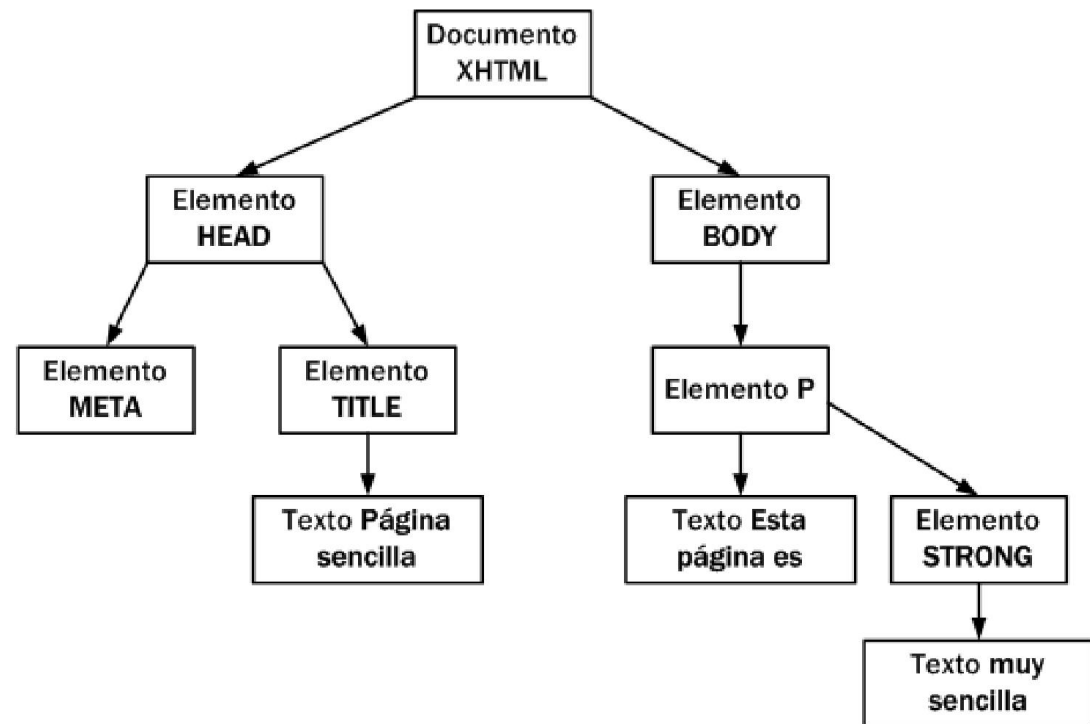 Documento
XHTML
Elemento
HEAD
Elemento
BODY
Elemento
META
Elemento
TITLE
Elemento P
Texto Página
sencilla
Texto Esta
página es
Elemento
STRONG
Texto muy
sencilla